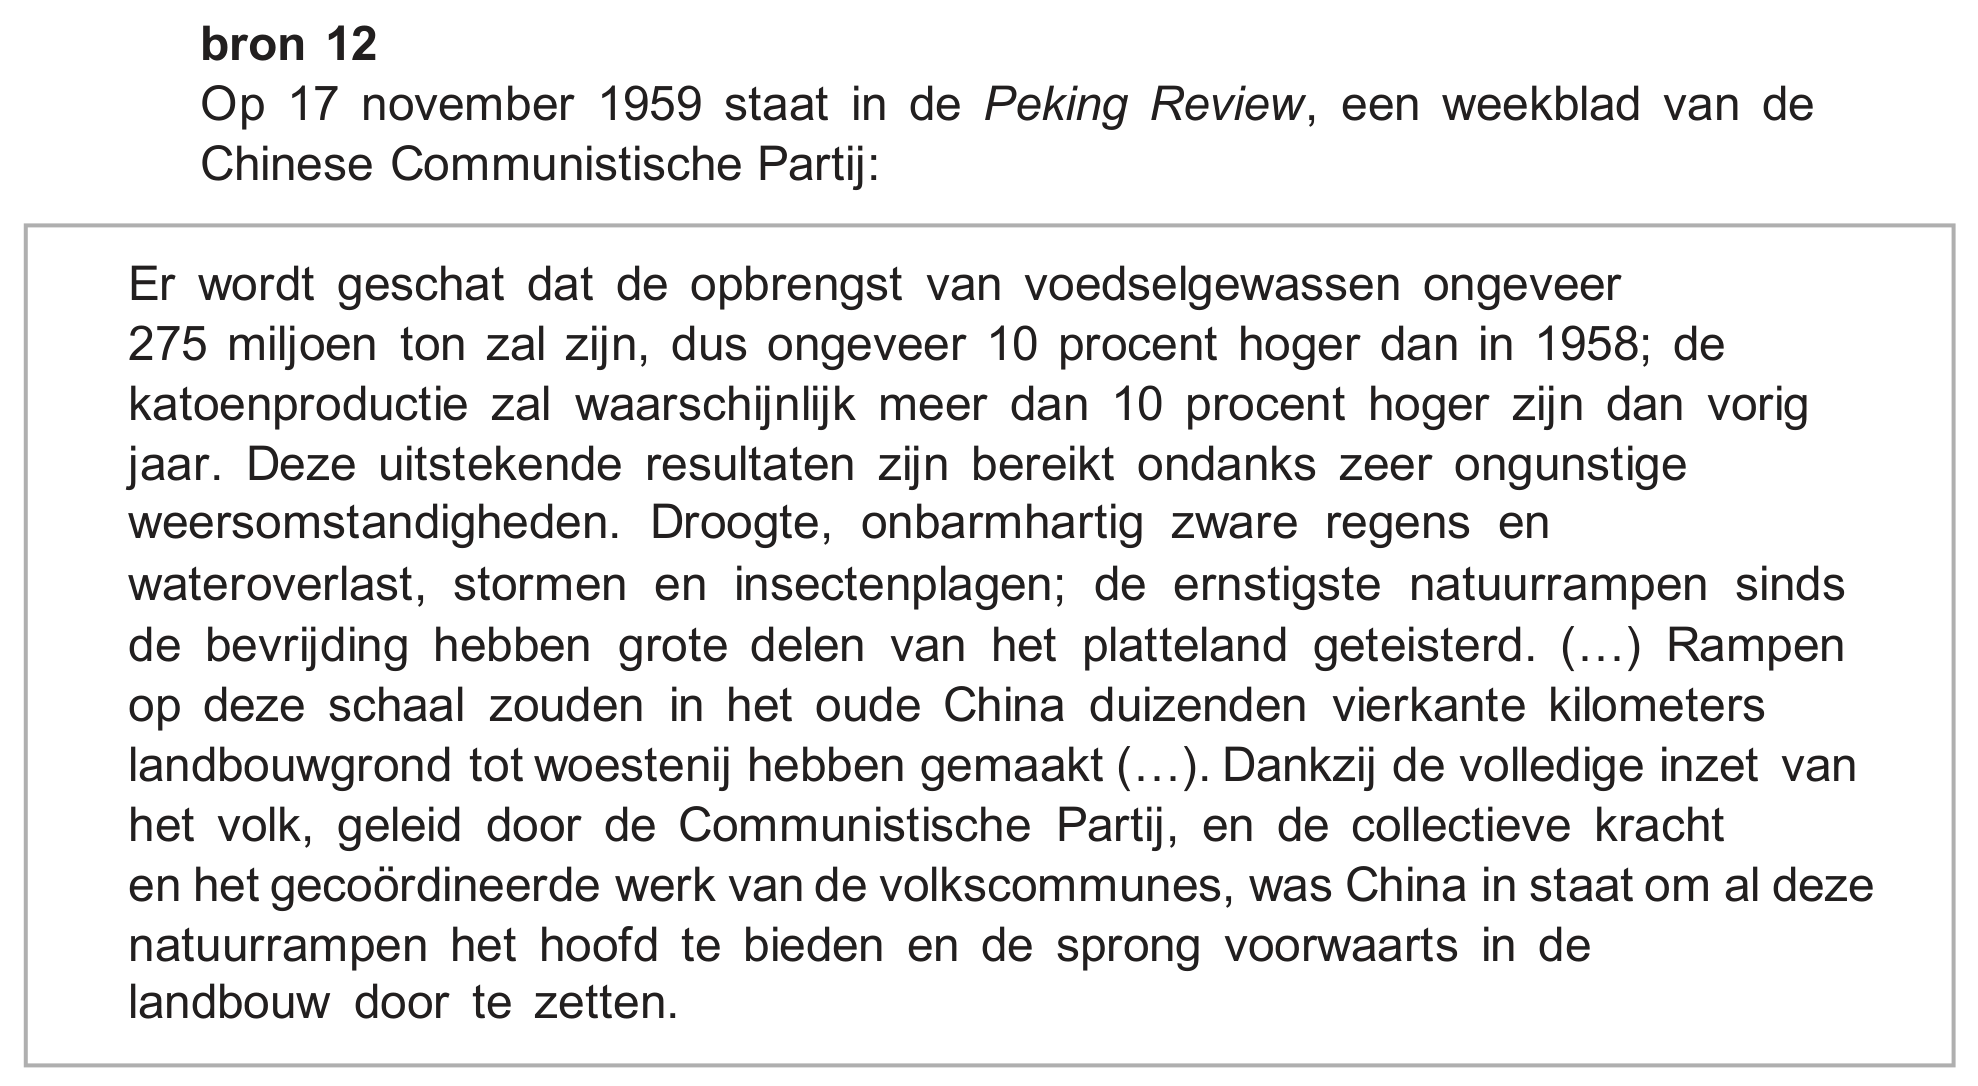 bron 12
Op 17 november 1959 staat in de Peking Review, een weekblad van de
Chinese Communistische Partij:
Er wordt geschat dat de opbrengst van voedselgewassen ongeveer
275 miljoen ton zal zijn, dus ongeveer 10 procent hoger dan in 1958; de
katoenproductie zal waarschijnlijk meer dan 10 procent hoger zijn dan vorig
jaar. Deze uitstekende resultaten zijn bereikt ondanks zeer ongunstige
weersomstandigheden. Droogte, onbarmhartig zware regens en
wateroverlast, stormen en insectenplagen; de ernstigste natuurrampen sinds
de bevrijding hebben grote delen van het platteland geteisterd. (…) Rampen
op deze schaal zouden in het oude China duizenden vierkante kilometers
landbouwgrond tot woestenij hebben gemaakt (…). Dankzij de volledige inzet van
het volk, geleid door de Communistische Partij, en de collectieve kracht
en het gecoördineerde werk van de volkscommunes, was China in staat om al deze
natuurrampen het hoofd te bieden en de sprong voorwaarts in de
landbouw door te zetten.